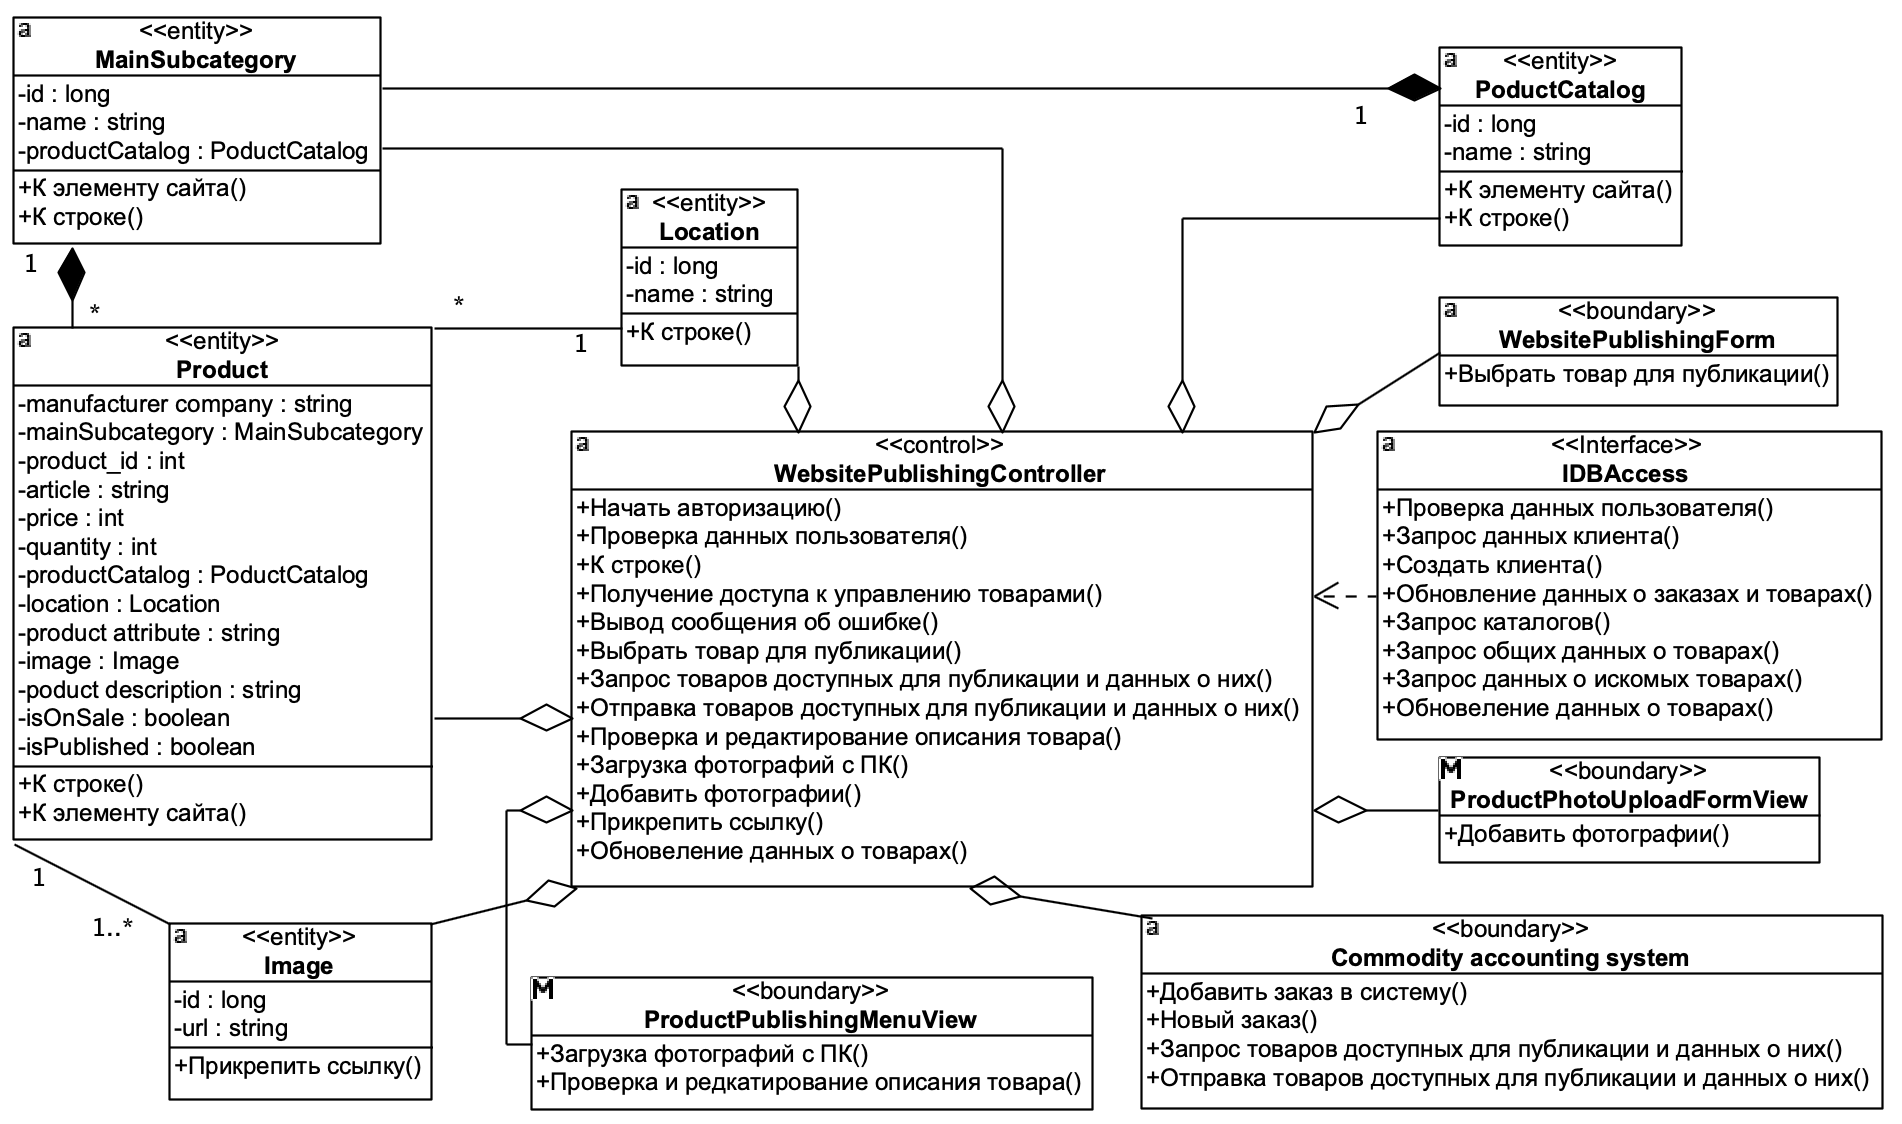 a <<entity>>
MainSubcategory
-id : long
-name : string
-productCatalog : PoductCatalog
+К элементу сайта()
+К строке()
1
*
1
a <<entity>>
PoductCatalog
-id : long
-name : string
+К элементу сайта()
+К строке()
a <<entity>>
Location
-id : long
-name : string
+К строке()
*
1
a <<entity>>
Product
-manufacturer company : string
-mainSubcategory : MainSubcategory
-product_id : int
-article : string
-price : int
-quantity : int
-productCatalog : PoductCatalog
-location : Location
-product attribute : string
-image : Image
-poduct description : string
-isOnSale : boolean
-isPublished : boolean
+К строке()
+К элементу сайта()
1
1..*
a <<boundary>>
WebsitePublishingForm
+Выбрать товар для публикации()
a <<control>>
WebsitePublishingController
+Начать авторизацию()
+Проверка данных пользователя()
+К строке()
+Получение доступа к управлению товарами()
+Вывод сообщения об ошибке()
+Выбрать товар для публикации()
+Запрос товаров доступных для публикации и данных о них()
+Отправка товаров доступных для публикации и данных о них()
+Проверка и редактирование описания товара()
+Загрузка фотографий с ПК()
+Добавить фотографии()
+Прикрепить ссылку()
+Обновеление данных о товарах()
a <<Interface>>
IDBAccess
+Проверка данных пользователя()
+Запрос данных клиента()
+Создать клиента()
+Обновление данных о заказах и товарах()
+Запрос каталогов()
+Запрос общих данных о товарах()
+Запрос данных о искомых товарах()
+Обновеление данных о товарах()
M <<boundary>>
ProductPhotoUploadFormView
+Добавить фотографии()
a <<entity>>
Image
-id : long
-url : string
+Прикрепить ссылку()
M <<boundary>>
ProductPublishingMenuView
+Загрузка фотографий с ПК()
+Проверка и редкатирование описания товара()
a <<boundary>>
Commodity accounting system
+Добавить заказ в систему()
+Новый заказ()
+Запрос товаров доступных для публикации и данных о них()
+Отправка товаров доступных для публикации и данных о них()